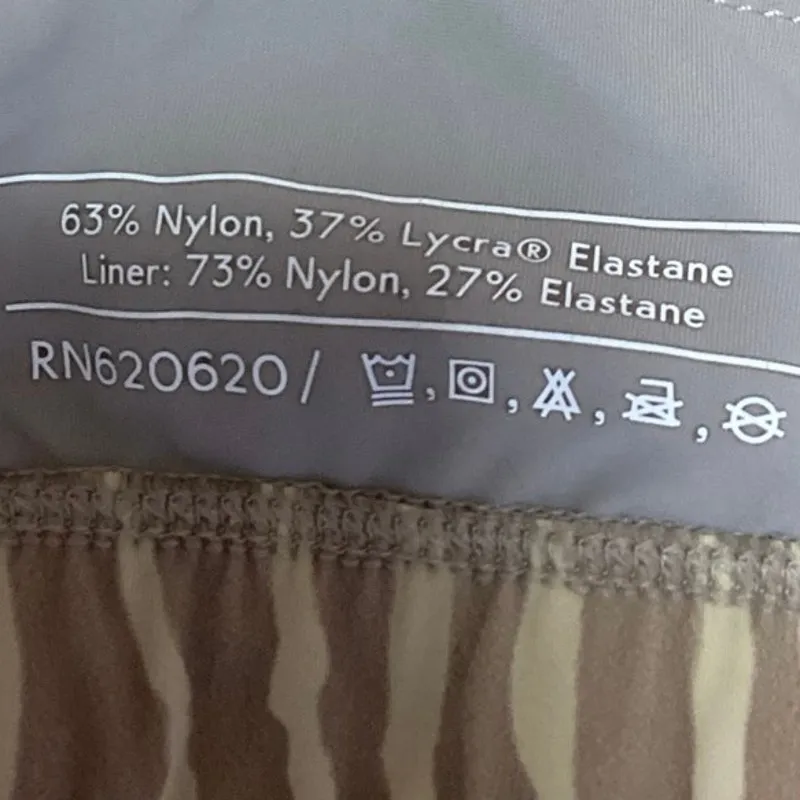 63% Nylon, 37% Lycra® Elastane
Liner: 73% Nylon, 27% Elastane
RN620620/